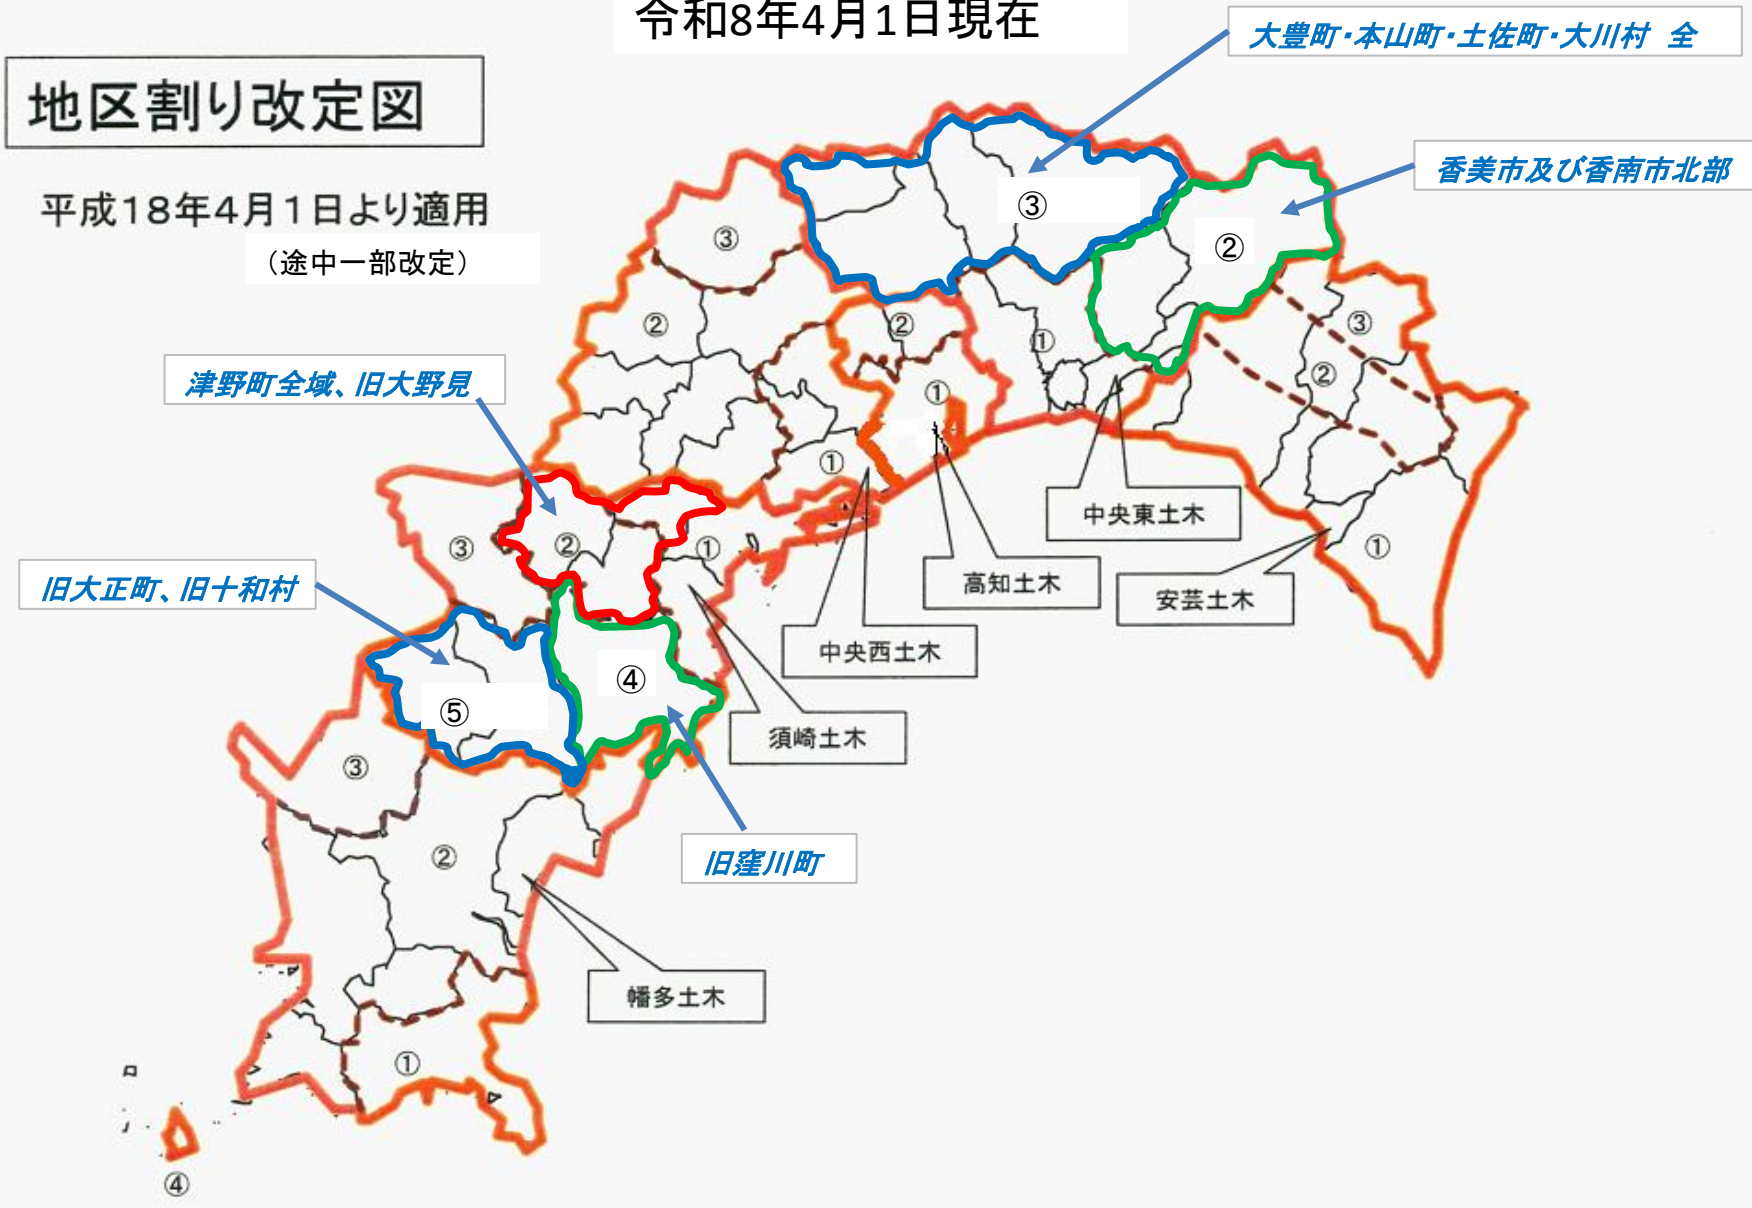 令和8年4月1日現在
地区割り改定図
平成18年4月1日より適用
（途中一部改定）
大豊町・本山町・土佐町・大川村 全
香美市及び香南市北部
③
②
③
②
②
①
③
②
①
①
津野町全域、旧大野見
①
中央東土木
高知土木
安芸土木
中央西土木
須崎土木
③
②
①
旧大正町、旧十和村
④
⑤
旧窪川町
③
②
幡多土木
①
④